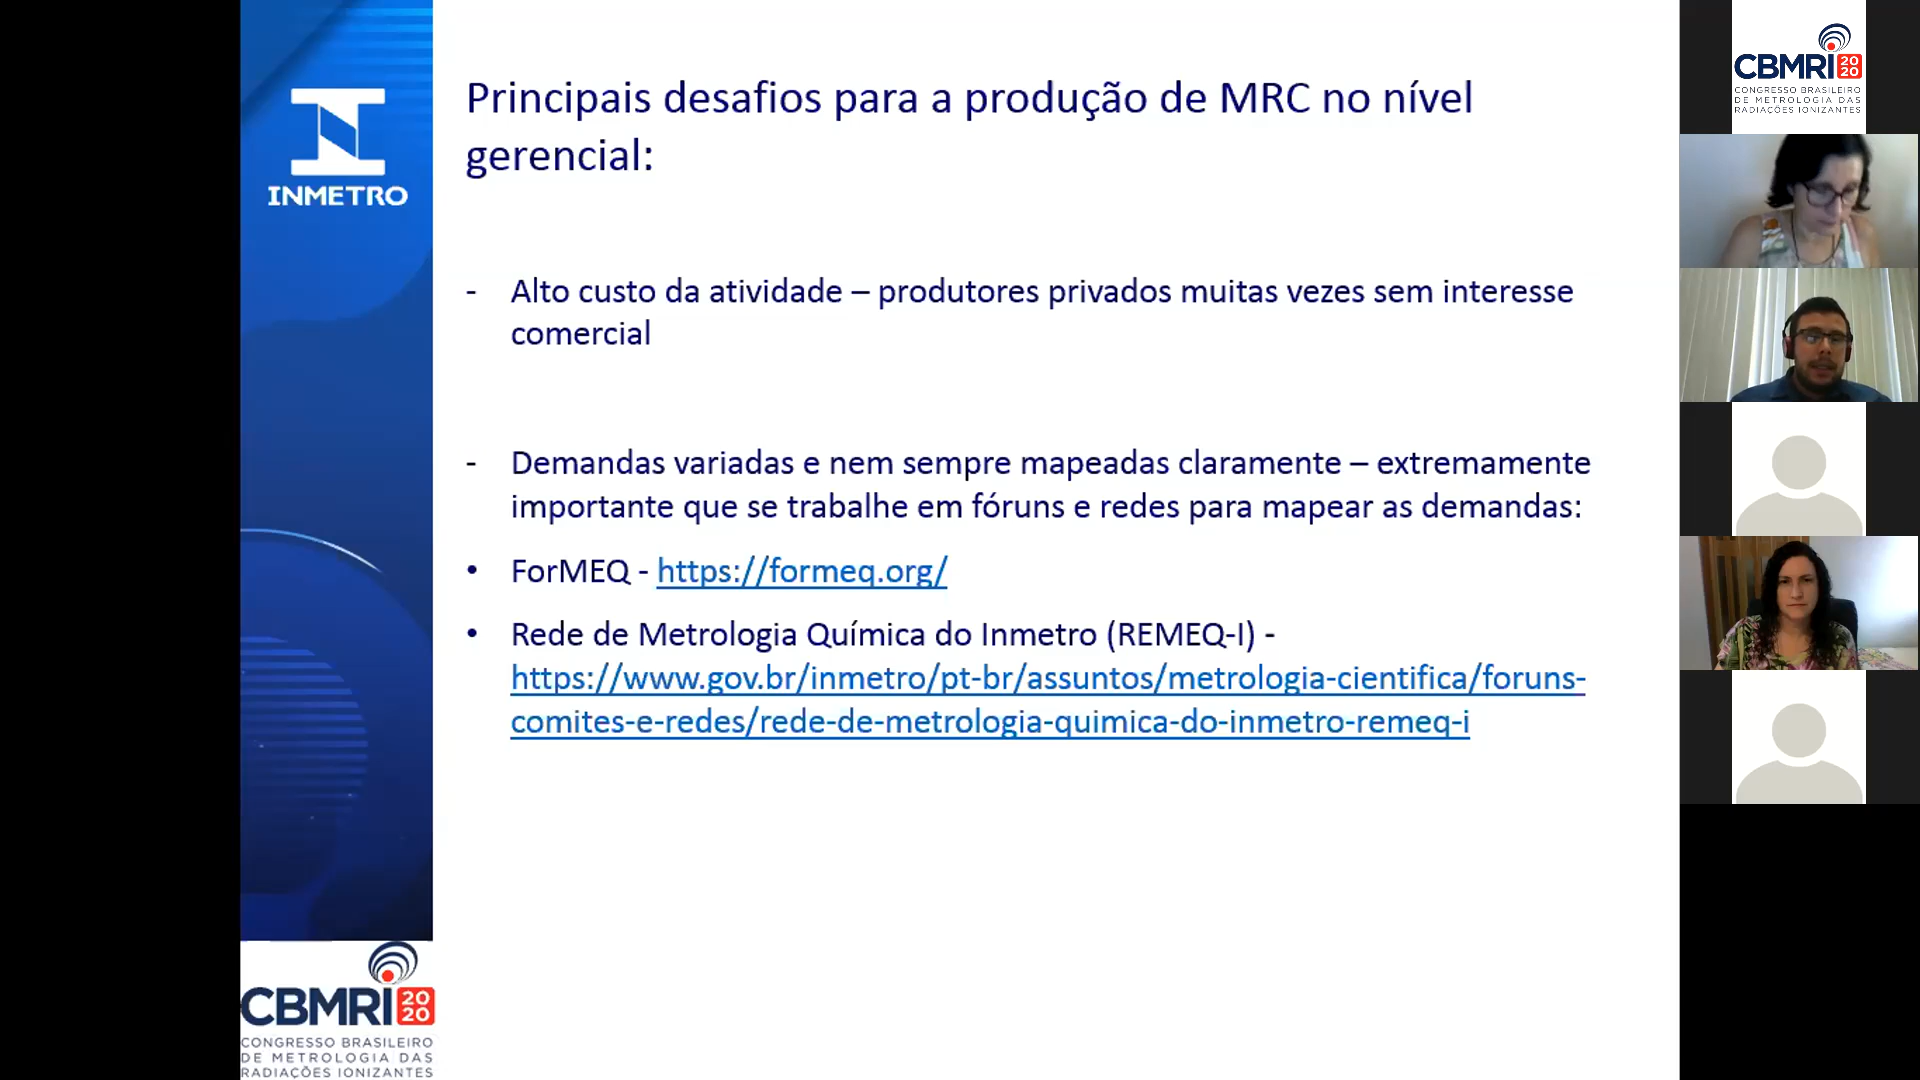 INMETRO
Principais desafios para a produção de MRC no nível
gerencial:
- Alto custo da atividade – produtores privados muitas vezes sem interesse
comercial
- Demandas variadas e nem sempre mapeadas claramente – extremamente
importante que se trabalhe em fóruns e redes para mapear as demandas:
• ForMEQ - https://formeq.org/
• Rede de Metrologia Química do Inmetro (REMEQ-I) -
https://www.gov.br/inmetro/pt-br/assuntos/metrologia-cientifica/foruns-
comites-e-redes/rede-de-metrologia-quimica-do-inmetro-remeq-i
CBMRI 20
20
CONGRESSO BRASILEIRO
DE METROLOGIA DAS
RADIAÇÕES IONIZANTES
CBMRI 20
20
CONGRESSO BRASILEIRO
DE METROLOGIA DAS
RADIAÇÕES IONIZANTES